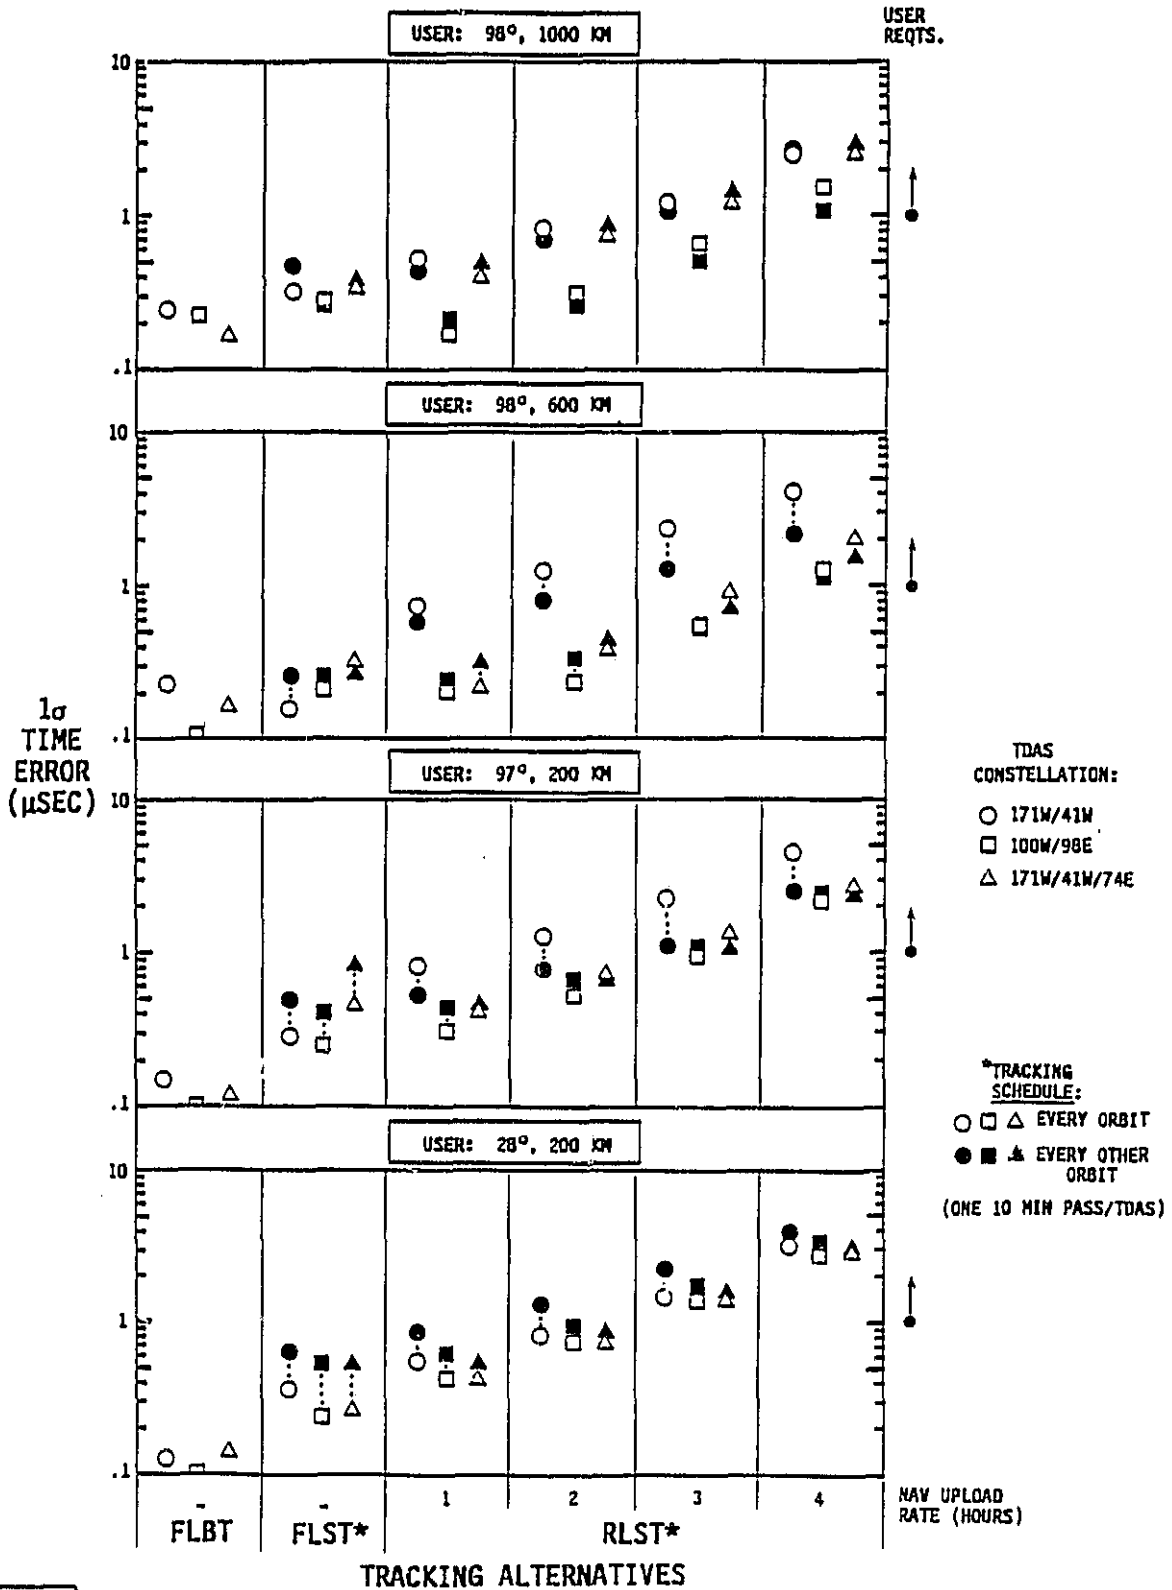 USER: 98°, 1000 KM
USER
REQTS.
10
1
.1
USER: 98°, 600 KM
10
1
.1
1σ
TIME
ERROR
(μSEC)
USER: 97°, 200 KM
10
1
.1
TDAS
CONSTELLATION:
○ 171W/41W
□ 100W/98E
△ 171W/41W/74E
*TRACKING
SCHEDULE:
○ □ △ EVERY ORBIT
● ■ ▲ EVERY OTHER
ORBIT
(ONE 10 MIN PASS/TDAS)
USER: 28°, 200 KM
10
1
.1
- - 1 2 3 4
NAV UPLOAD
RATE (HOURS)
FLBT FLST* RLST*
TRACKING ALTERNATIVES